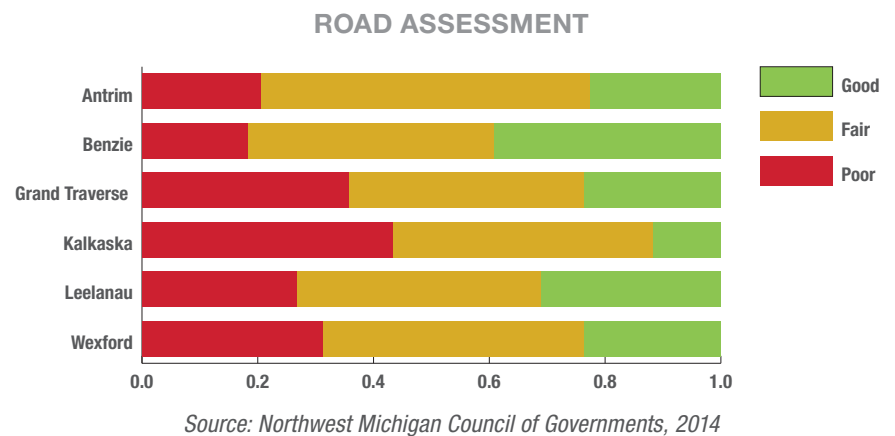 ROAD ASSESSMENT
Antrim
Benzie
Grand Traverse
Kalkaska
Leelanau
Wexford
0.0 0.2 0.4 0.6 0.8 1.0
Good
Fair
Poor
Source: Northwest Michigan Council of Governments, 2014